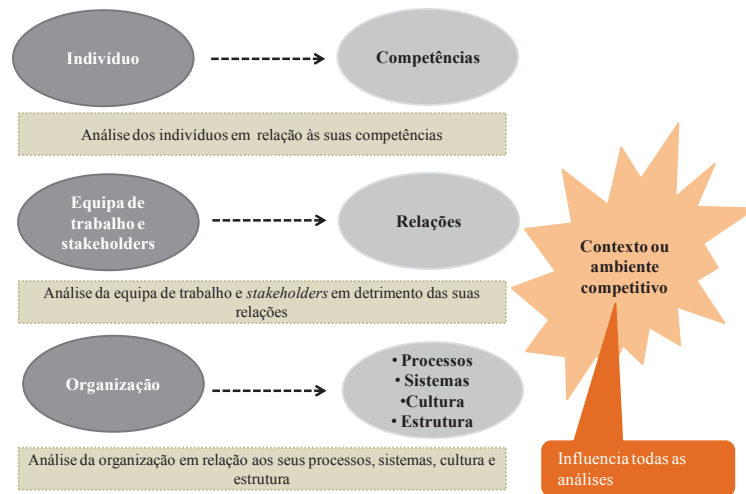 Indivíduo
Competências
Análise dos indivíduos em relação às suas competências
Equipa de
trabalho e
stakeholders
Relações
Análise da equipa de trabalho e stakeholders em detrimento das suas
relações
Organização
• Processos
• Sistemas
•Cultura
• Estrutura
Análise da organização em relação aos seus processos, sistemas, cultura e
estrutura
Contexto ou
ambiente
competitivo
Influencia todas as
análises